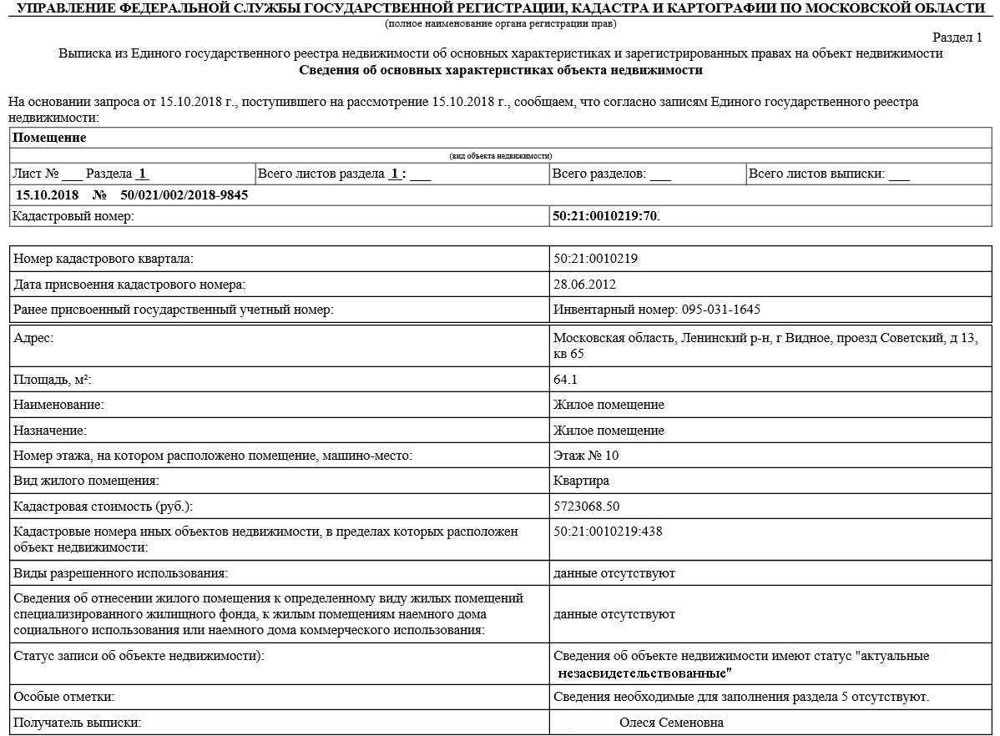 УПРАВЛЕНИЕ ФЕДЕРАЛЬНОЙ СЛУЖБЫ ГОСУДАРСТВЕННОЙ РЕГИСТРАЦИИ, КАДАСТРА И КАРТОГРАФИИ ПО МОСКОВСКОЙ ОБЛАСТИ
(полное наименование органа регистрации прав)
Раздел 1
Выписка из Единого государственного реестра недвижимости об основных характеристиках и зарегистрированных правах на объект недвижимости
Сведения об основных характеристиках объекта недвижимости
На основании запроса от 15.10.2018 г., поступившего на рассмотрение 15.10.2018 г., сообщаем, что согласно записям Единого государственного реестра
недвижимости:
Помещение
(вид объекта недвижимости)
Лист № ___ Раздела 1 Всего листов раздела 1 : ___ Всего разделов: ___ Всего листов выписки: ___
15.10.2018 № 50/021/002/2018-9845
Кадастровый номер: 50:21:0010219:70.
Номер кадастрового квартала: 50:21:0010219
Дата присвоения кадастрового номера: 28.06.2012
Ранее присвоенный государственный учетный номер: Инвентарный номер: 095-031-1645
Адрес: Московская область, Ленинский р-н, г Видное, проезд Советский, д 13,
кв 65
Площадь, м²: 64.1
Наименование: Жилое помещение
Назначение: Жилое помещение
Номер этажа, на котором расположено помещение, машино-место: Этаж № 10
Вид жилого помещения: Квартира
Кадастровая стоимость (руб.): 5723068.50
Кадастровые номера иных объектов недвижимости, в пределах которых расположен 50:21:0010219:438
объект недвижимости:
Виды разрешенного использования: данные отсутствуют
Сведения об отнесении жилого помещения к определенному виду жилых помещений
специализированного жилищного фонда, к жилым помещениям наемного дома данные отсутствуют
социального использования или наемного дома коммерческого использования:
Статус записи об объекте недвижимости): Сведения об объекте недвижимости имеют статус "актуальные
незасвидетельствованные"
Особые отметки: Сведения необходимые для заполнения раздела 5 отсутствуют.
Получатель выписки: Олеся Семеновна